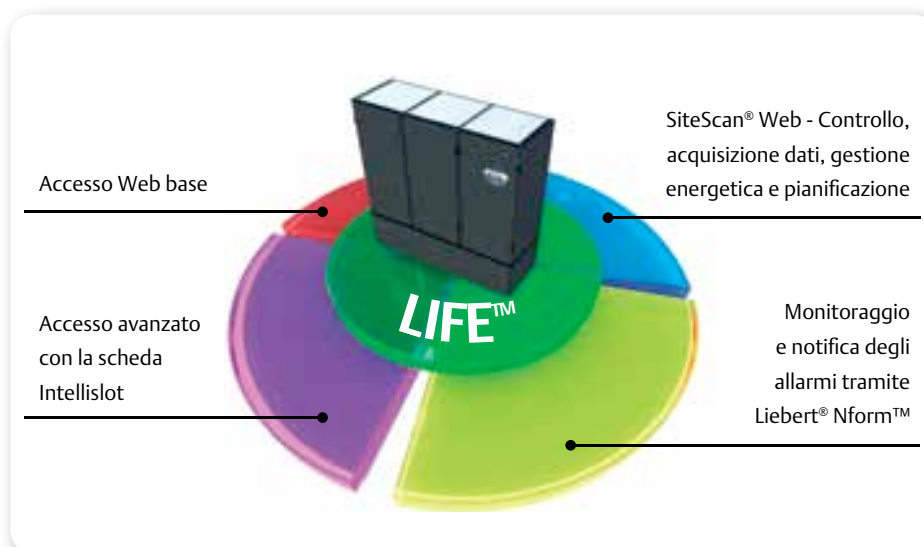 Accesso Web base
Accesso avanzato
con la scheda
Intellislot
SiteScan® Web - Controllo,
acquisizione dati, gestione
energetica e pianificazione
Monitoraggio
e notifica degli
allarmi tramite
Liebert® Nform™
LIFE™